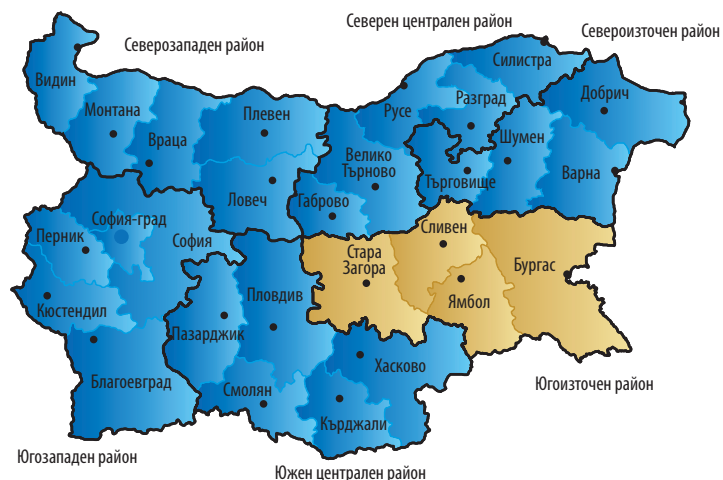 Северен централен район
Северозападен район
Североизточен район
Силистра
Видин
Добрич
Монтана
Плевен
Русе
Разград
Шумен
Враца
Велико
Търново
Търговище
Варна
Ловеч
Габрово
София-град
Перник
София
Сливен
Стара
Загора
Бургас
Кюстендил
Пловдив
Ямбол
Пазарджик
Хасково
Благоевград
Смолян
Югоизточен район
Кърджали
Югозападен район
Южен централен район